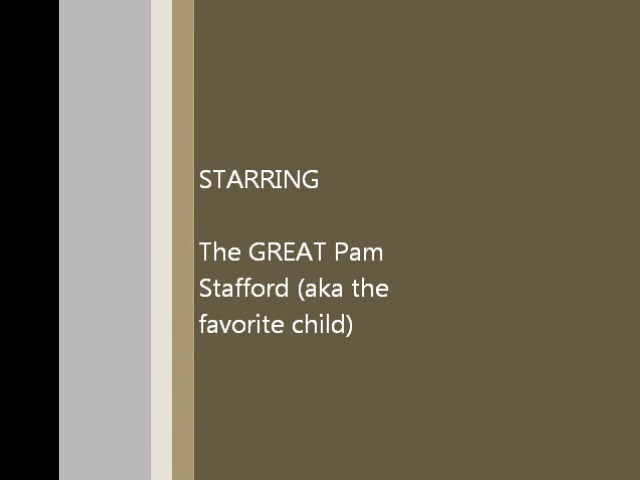 STARRING
The GREAT Pam
Stafford (aka the
favorite child)